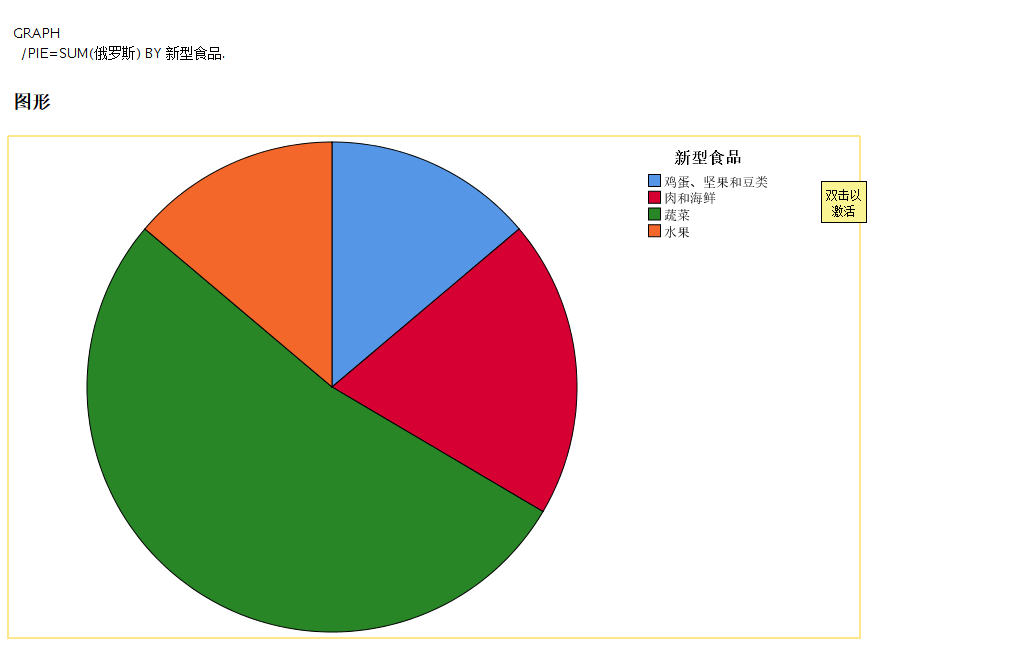 GRAPH
/PIE=SUM(俄罗斯) BY 新型食品.
图形
新型食品
鸡蛋、坚果和豆类
肉和海鲜
蔬菜
水果
双击以
激活